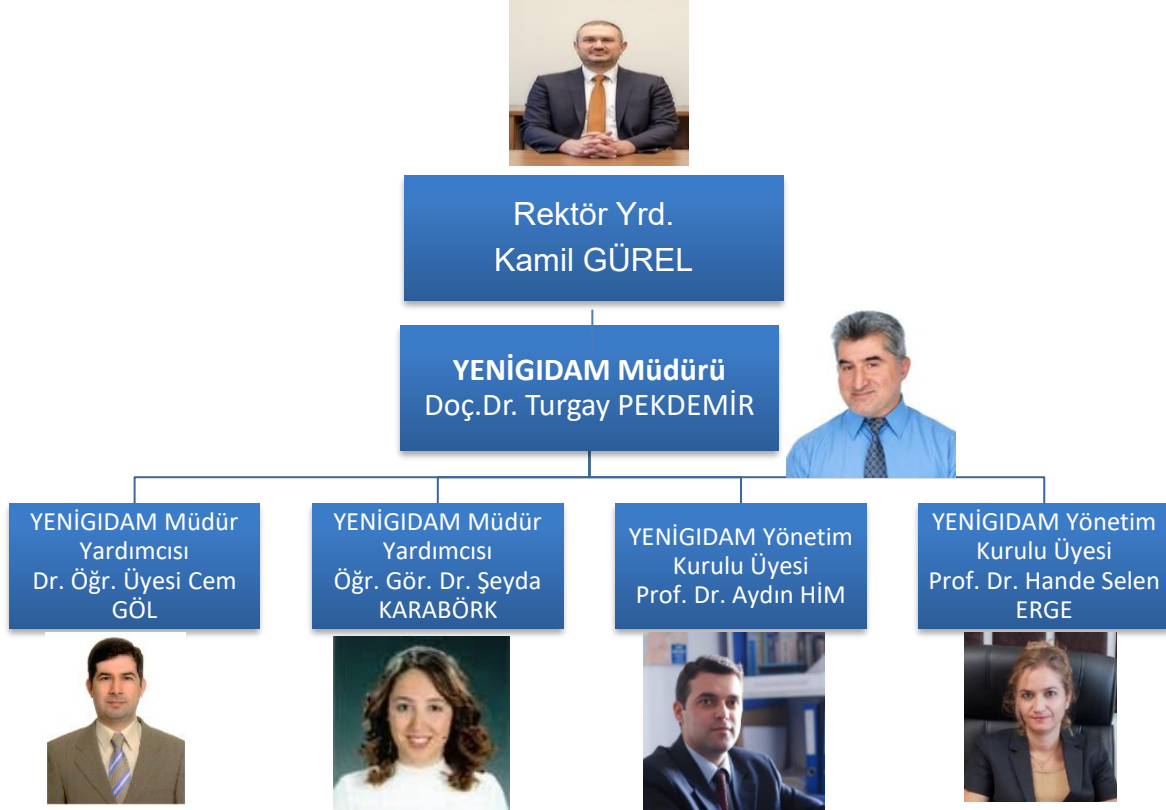 Rektör Yrd.
Kamil GÜREL
YENİGIDAM Müdürü
Doç.Dr. Turgay PEKDEMİR
YENİGIDAM Müdür
Yardımcısı
Dr. Öğr. Üyesi Cem
GÖL
YENİGIDAM Müdür
Yardımcısı
Öğr. Gör. Dr. Şeyda
KARABÖRK
YENİGIDAM Yönetim
Kurulu Üyesi
Prof. Dr. Aydın HİM
YENİGIDAM Yönetim
Kurulu Üyesi
Prof. Dr. Hande Selen
ERGE